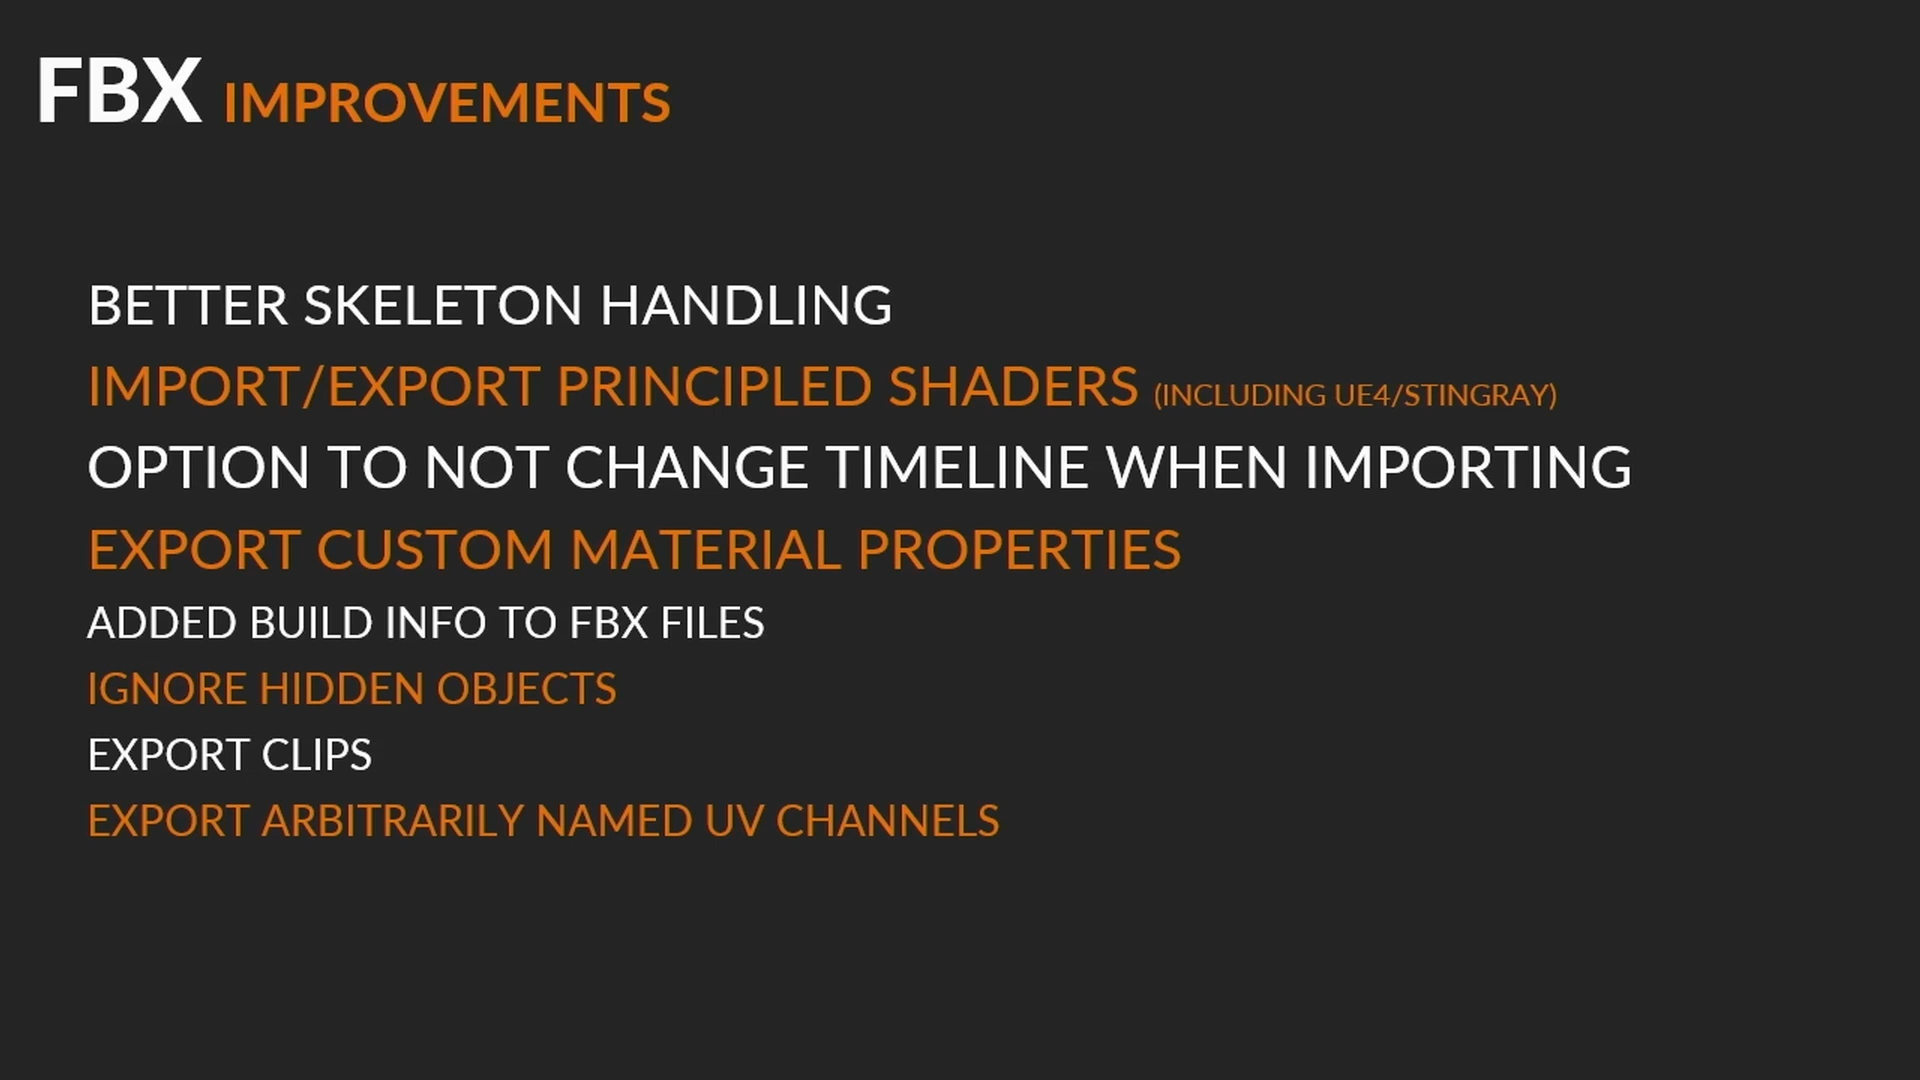 FBX IMPROVEMENTS
BETTER SKELETON HANDLING
IMPORT/EXPORT PRINCIPLED SHADERS (INCLUDING UE4/STINGRAY)
OPTION TO NOT CHANGE TIMELINE WHEN IMPORTING
EXPORT CUSTOM MATERIAL PROPERTIES
ADDED BUILD INFO TO FBX FILES
IGNORE HIDDEN OBJECTS
EXPORT CLIPS
EXPORT ARBITRARILY NAMED UV CHANNELS